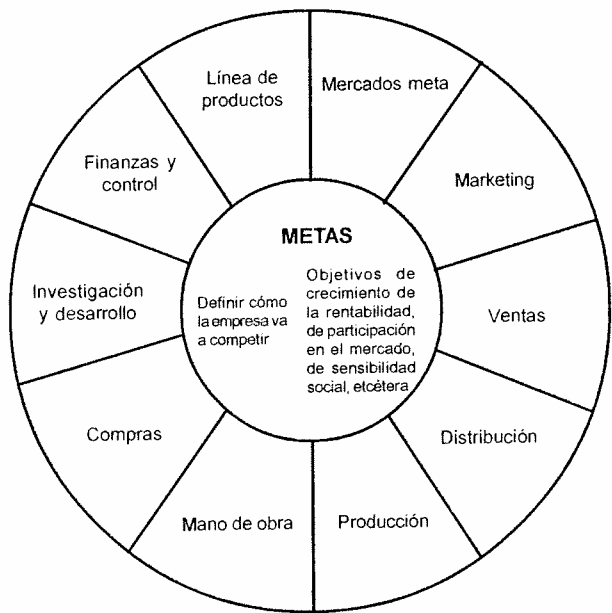 Línea de
productos
Mercados meta
Marketing
Ventas
Distribución
Producción
Mano de obra
Compras
Investigación
y desarrollo
Finanzas y
control
METAS
Definir cómo
la empresa va
a competir
Objetivos de
crecimiento de
la rentabilidad,
de participación
en el mercado,
de sensibilidad
social, etcétera